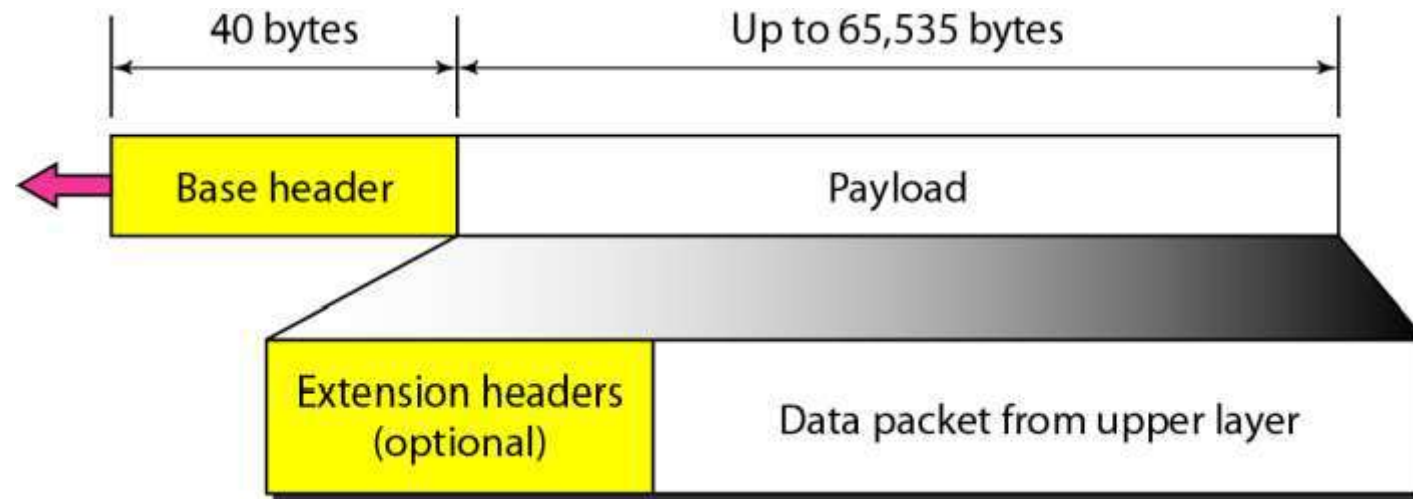 40 bytes
Up to 65,535 bytes
Base header
Payload
Extension headers
(optional)
Data packet from upper layer